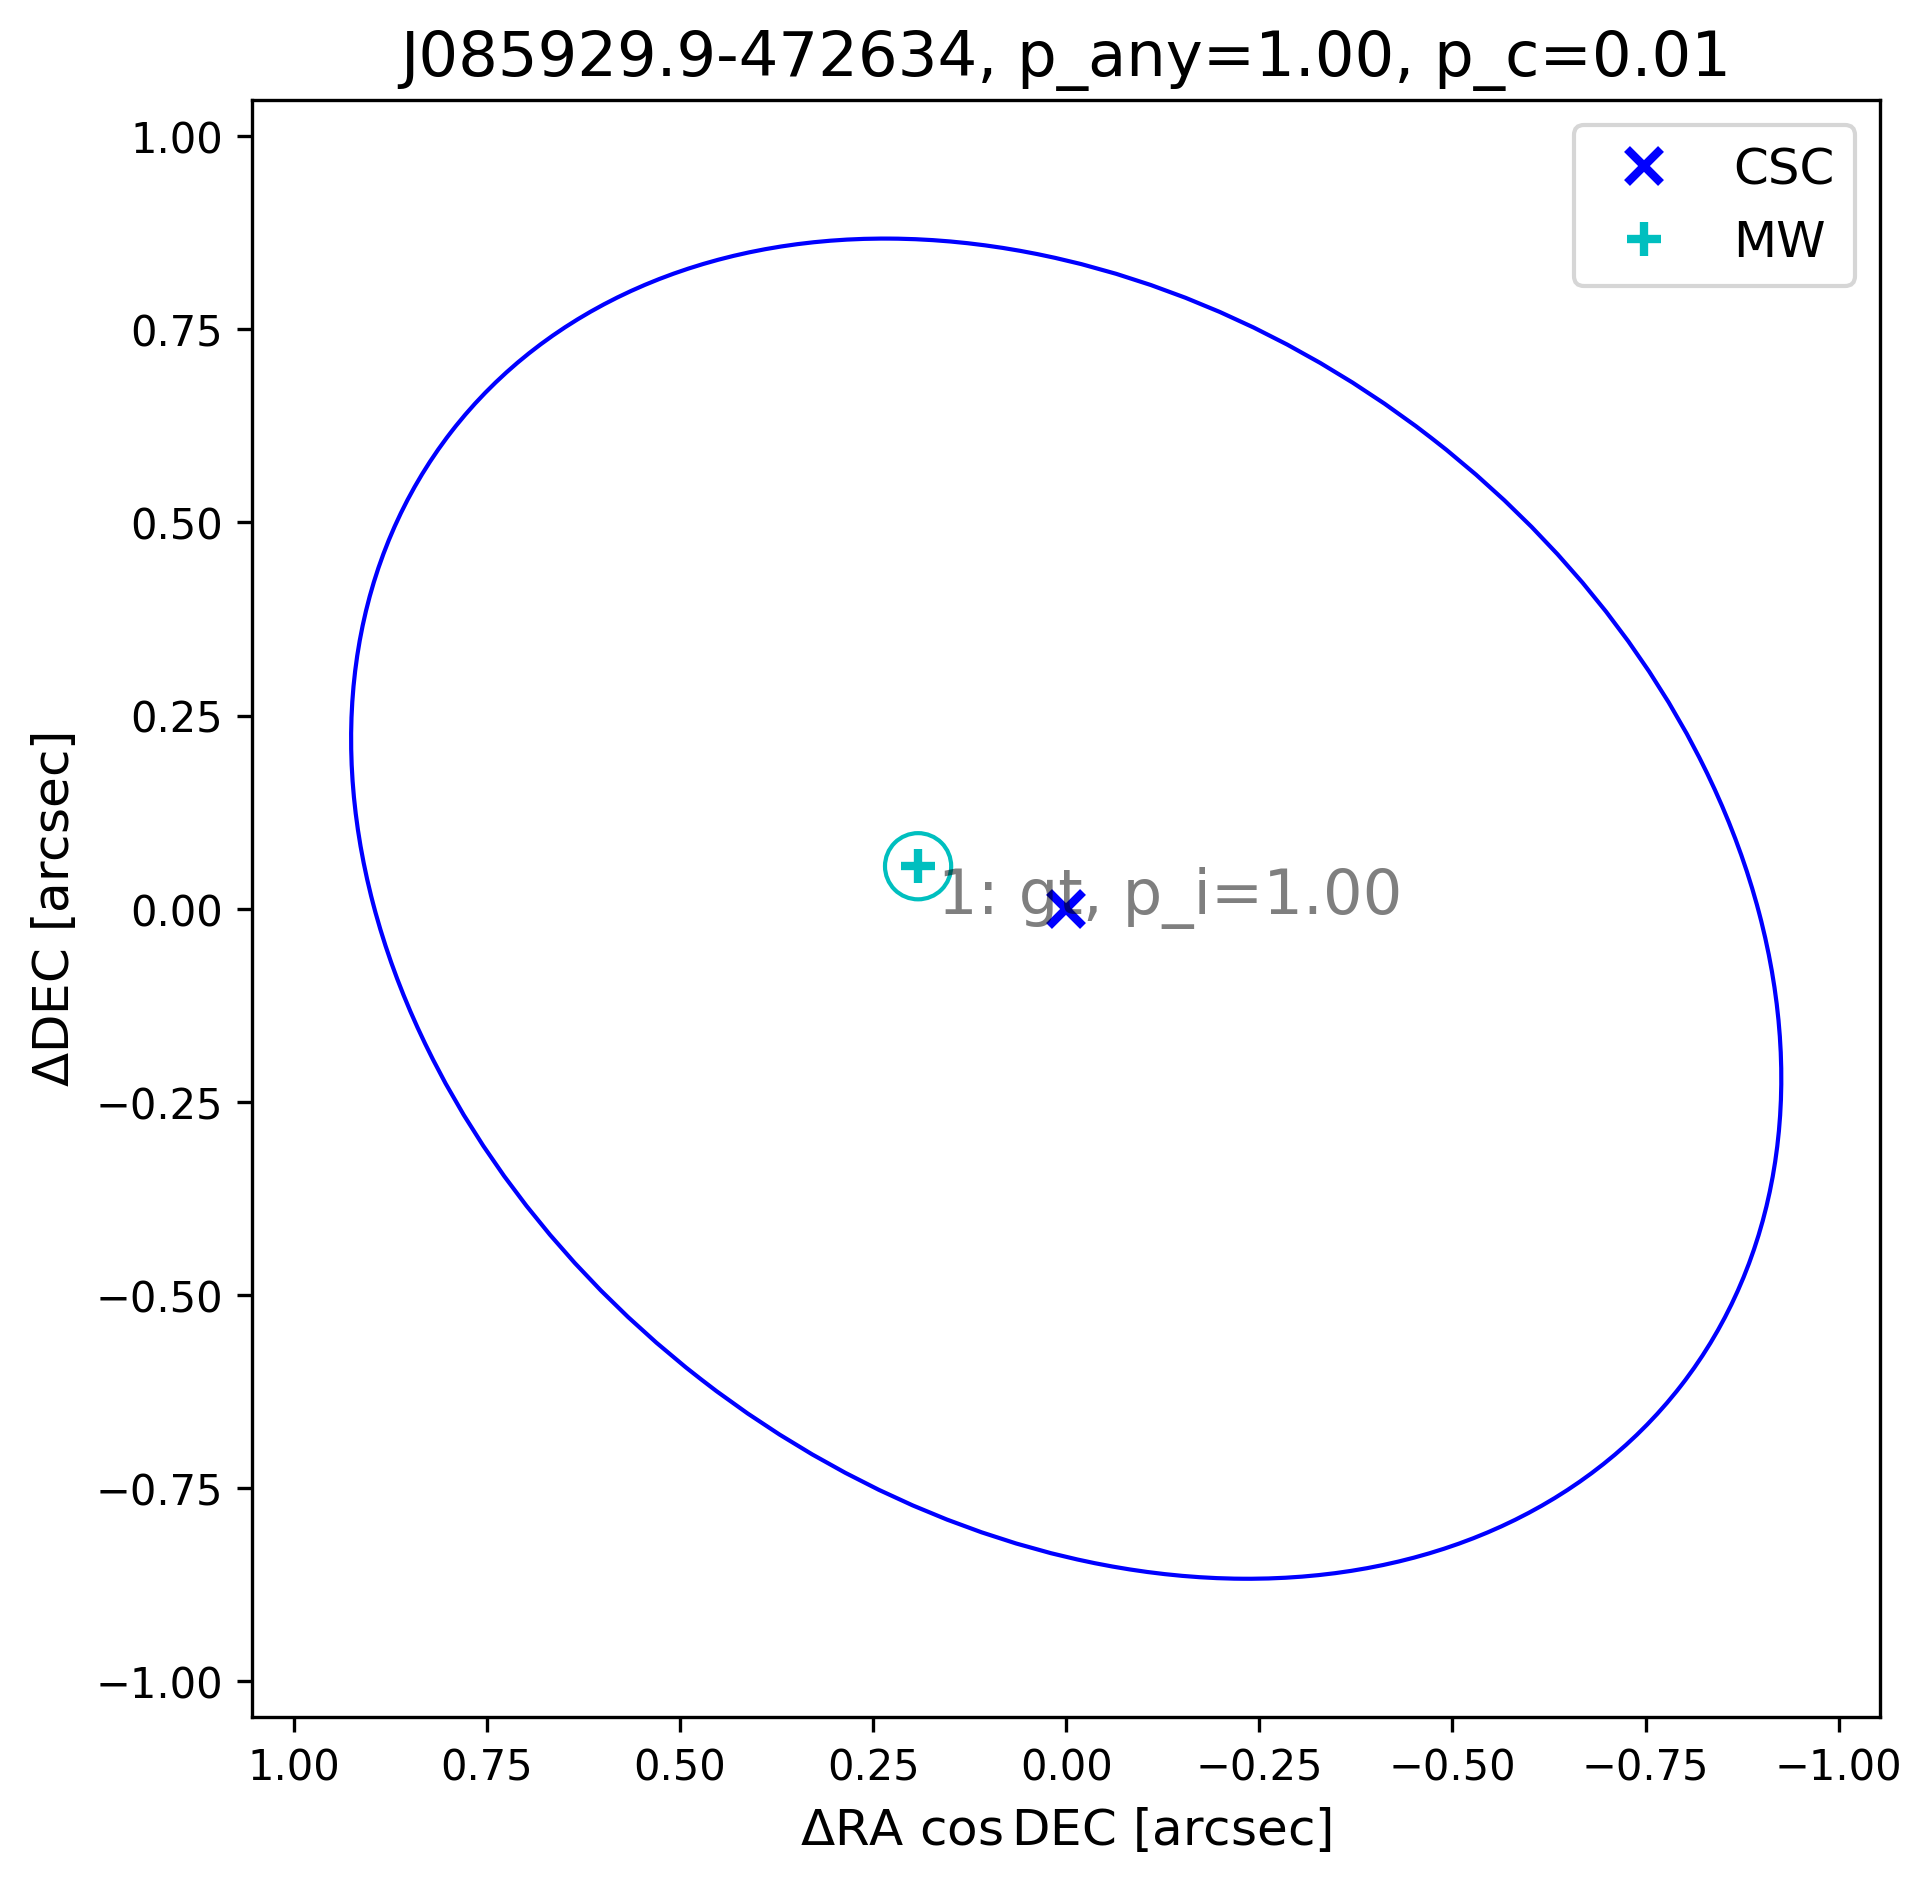 J085929.9-472634, p_any=1.00, p_c=0.01
CSC
MW
1.00
0.75
0.50
0.25
0.00
−0.25
−0.50
−0.75
−1.00
ΔDEC [arcsec]
1: gt, p_i=1.00
1.00 0.75 0.50 0.25 0.00 −0.25 −0.50 −0.75 −1.00
ΔRA cos DEC [arcsec]